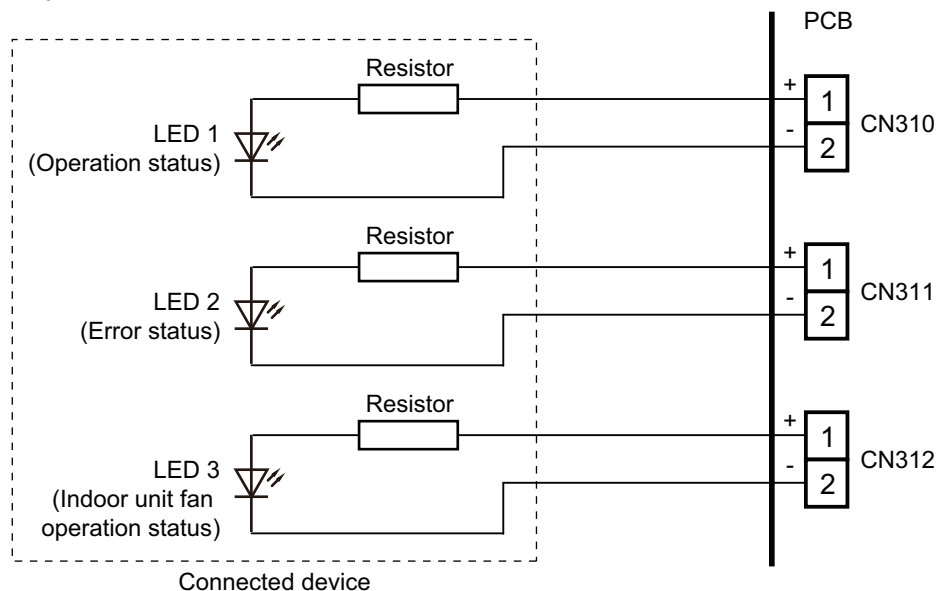 PCB
Resistor
+
1
CN310
LED 1
-
2
(Operation status)
Resistor
+
1
CN311
LED 2
-
2
(Error status)
Resistor
+
1
CN312
LED 3
-
2
(Indoor unit fan
operation status)
Connected device